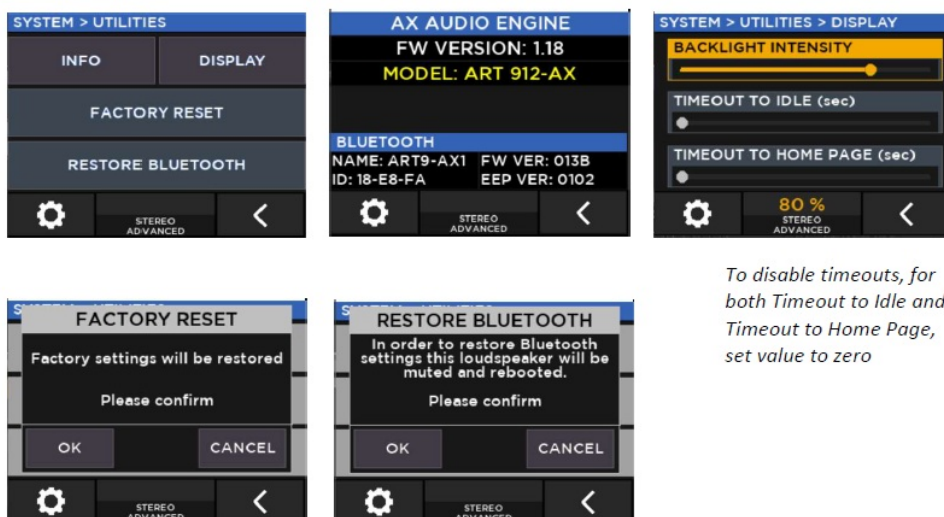 SYSTEM > UTILITIES
INFO
DISPLAY
FACTORY RESET
RESTORE BLUETOOTH
STEREO
ADVANCED
AX AUDIO ENGINE
FW VERSION: 1.18
MODEL: ART 912-AX
BLUETOOTH
NAME: ART9-AX1 FW VER: 013B
ID: 18-E8-FA EEP VER: 0102
STEREO
ADVANCED
SYSTEM > UTILITIES > DISPLAY
BACKLIGHT INTENSITY
TIMEOUT TO IDLE (sec)
TIMEOUT TO HOME PAGE (sec)
80 %
STEREO
ADVANCED
To disable timeouts, for
both Timeout to Idle and
Timeout to Home Page,
set value to zero
FACTORY RESET
Factory settings will be restored
Please confirm
OK
CANCEL
STEREO
ADVANCED
RESTORE BLUETOOTH
In order to restore Bluetooth
settings this loudspeaker will be
muted and rebooted.
Please confirm
OK
CANCEL
STEREO
ADVANCED